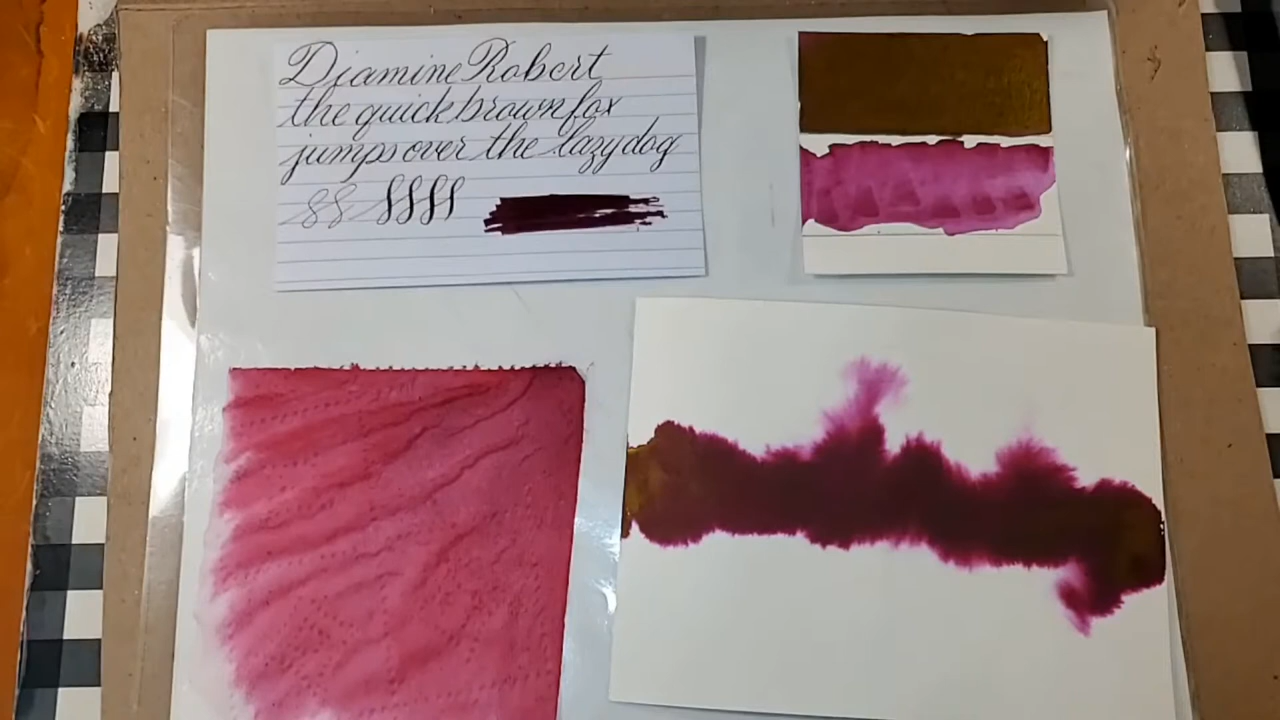 Diamine Robert
the quick brown fox
jumps over the lazy dog